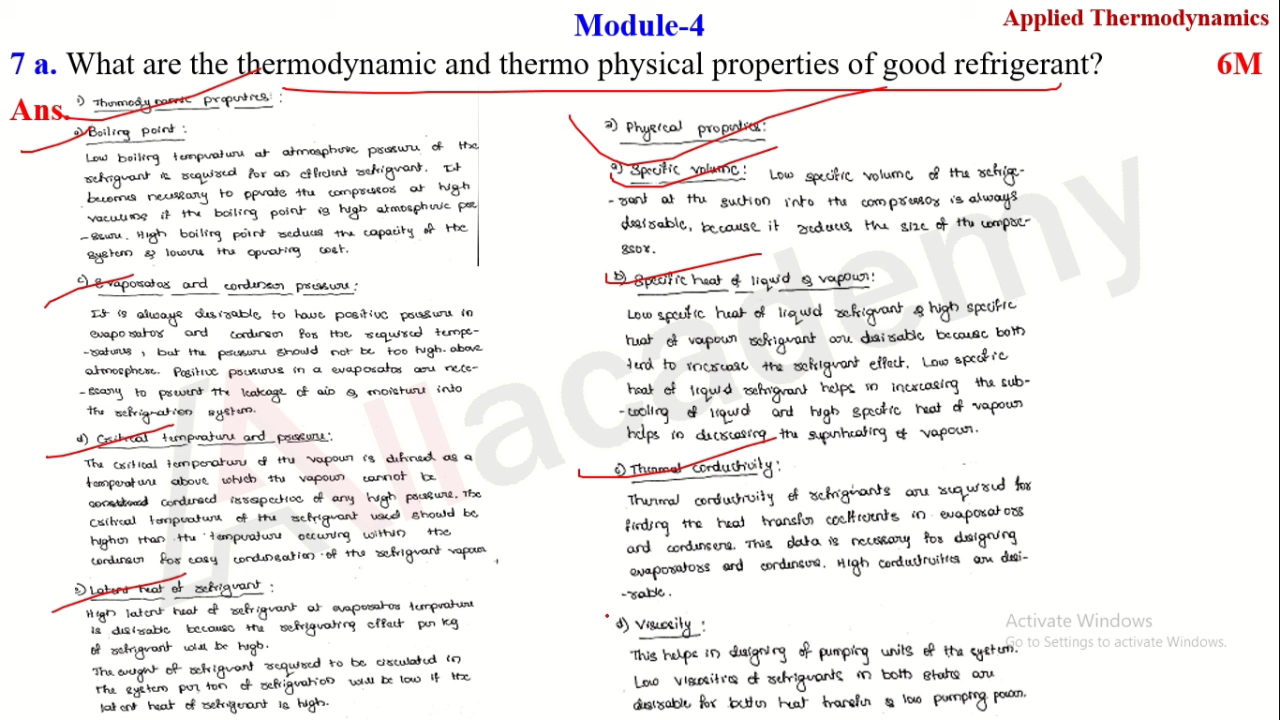 Module-4
Applied Thermodynamics
7 a. What are the thermodynamic and thermo physical properties of good refrigerant?
6M
Ans.
1) Thermodynamic properties:
a) Boiling point:
Low boiling temperature at atmospheric pressure of the
refrigerant is required for an efficient refrigerant. It
becomes necessary to operate the compressor at high
vaccum if the boiling point is high atmospheric pre
-ssure. High boiling point reduces the capacity of the
system & lowers the operating cost.
c) Evaporator and condenser pressure:
It is always desirable to have positive pressure in
evaporator and condenser for the required tempe-
-ratures, but the pressure should not be too high above
atmosphere. Positive pressures in a evaporator are nece-
-ssary to prevent the leakage of air & moisture into
the refrigeration system.
d) Critical temperature and pressure:
The critical temperature of the vapour is defined as a
temperature above which the vapour cannot be
condensed irrespective of any high pressure. The
critical temperature of the refrigerant used should be
higher than the temperature occuring within the
condenser for easy condensation of the refrigerant vapour
Latent heat of refrigerant:
High latent heat of refrigerant at evaporator temperature
is desirable because the refrigerating effect per kg
of refrigerant will be high.
The weight of refrigerant required to be circulated in
the system per ton of refrigeration will be low if the
latent heat of refrigerant is high.
2) Physical properties:
a) Specific volume: Low specific volume of the refrige-
-rant at the suction into the compressor is always
desirable, because it reduces the size of the compre-
ssor.
b) Specific heat of liquid & vapour:
Low specific heat of liquid refrigerant & high specific
heat of vapour refrigerant are desirable because both
tend to increase the refrigerant effect. Low specific
heat of liquid refrigerant helps in increasing the sub-
-cooling of liquid and high specific heat of vapour
helps in decreasing the superheating of vapour.
c) Thermal conductivity:
Thermal conductivity of refrigerants are required for
finding the heat transfer coefficients in evaporators
and condensers. This data is necessary for designing
evaporators and condensers. High conductivities are desi-
-rable.
d) Viscosity:
This helps in designing of pumping units of the system.
Low viscosities of refrigerants in both states are
desirable for better heat transfer & low pumping power.
Allacademy
Activate Windows
Go to Settings to activate Windows.